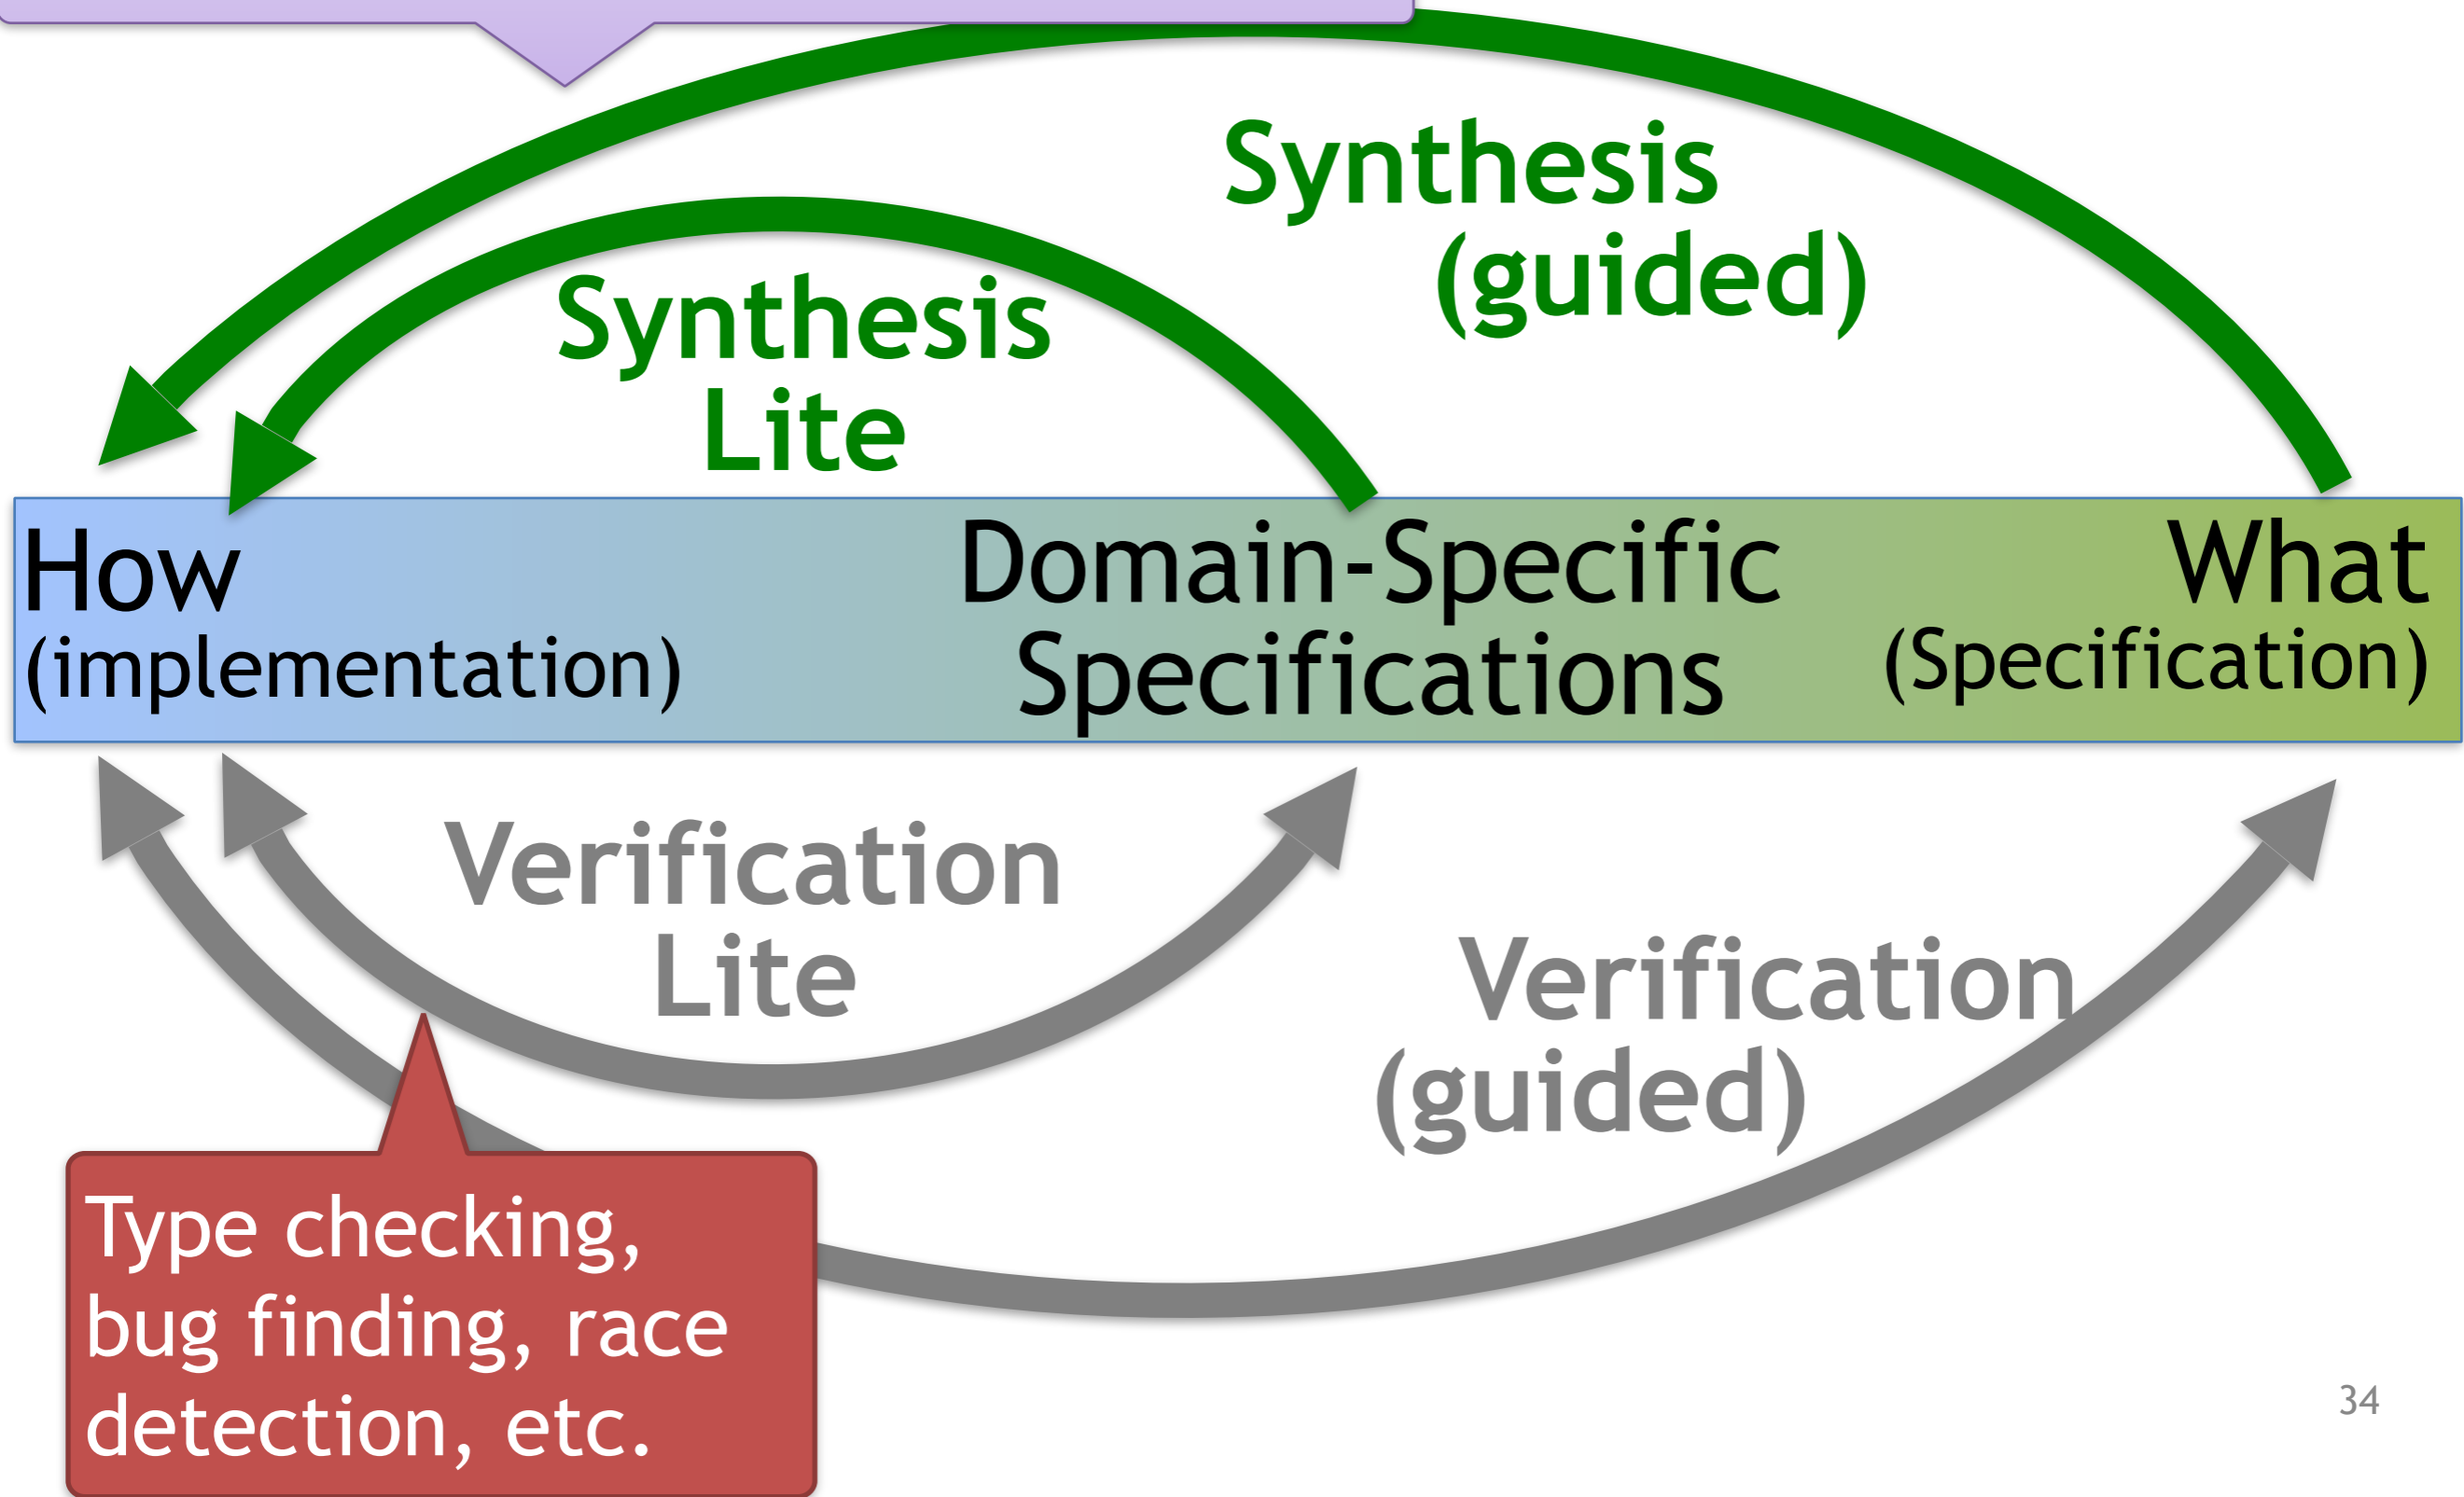 Synthesis
(guided)
Synthesis
Lite
How
(implementation)
Domain-Specific
Specifications
What
(Specification)
Verification
Lite
Verification
(guided)
Type checking,
bug finding, race
detection, etc.
34